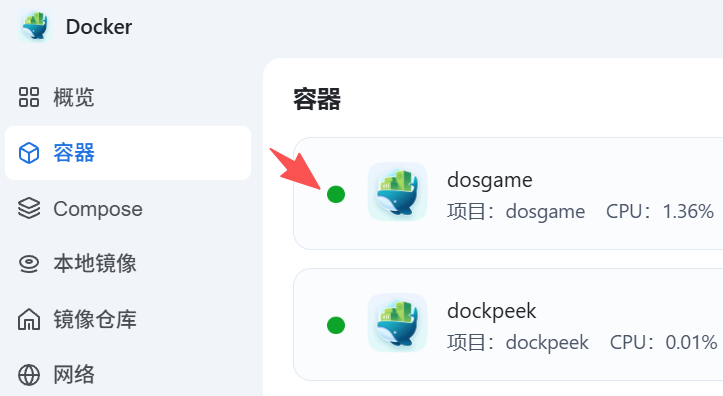 Docker
概览
容器
Compose
本地镜像
镜像仓库
网络
容器
dosgame
项目：dosgame CPU：1.36%
dockpeek
项目：dockpeek CPU：0.01%